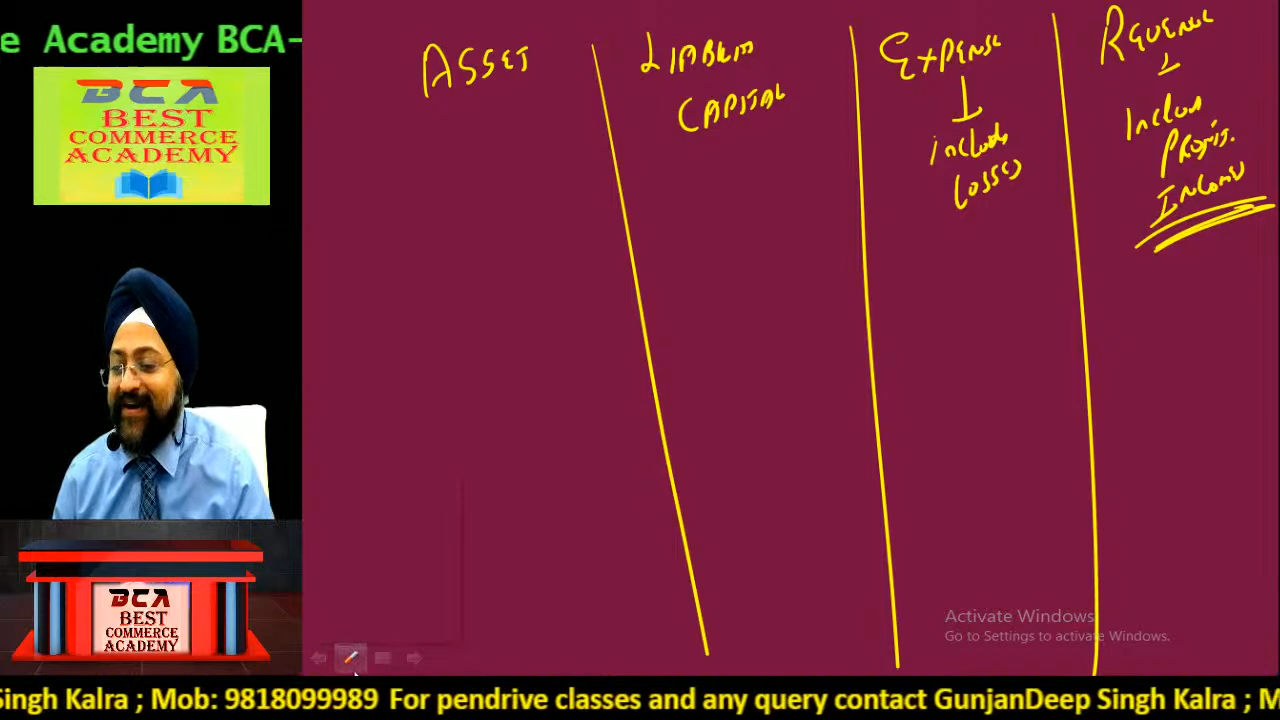 e Academy BCA-
BCA
BEST
COMMERCE
ACADEMY
ASSET
LIABILITY
CAPITAL
EXPENSE
includes
losses
REVENUE
Include
PROFITS.
INCOMES
BCA
BEST
COMMERCE
ACADEMY
Activate Windows
Go to Settings to activate Windows.
Singh Kalra ; Mob: 9818099989 For pendrive classes and any query contact GunjanDeep Singh Kalra ; M